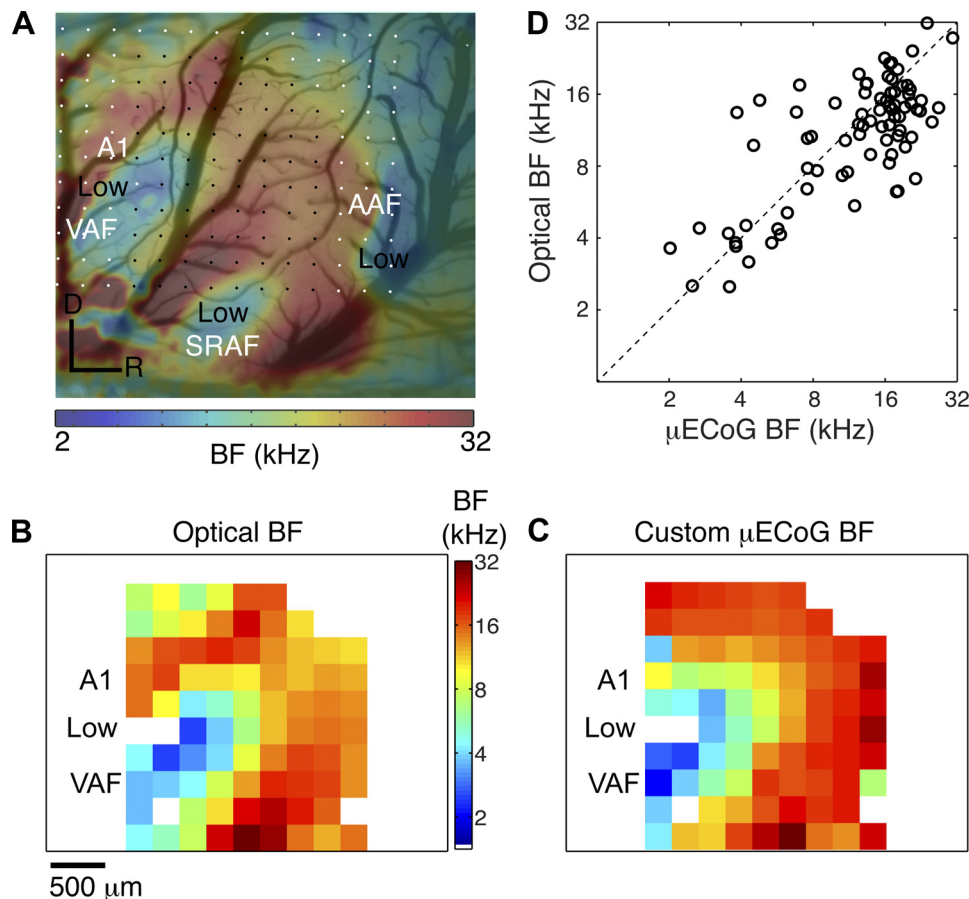 A
A1
Low
VAF
AAF
Low
Low
SRAF
D
R
2
32
BF (kHz)
D
32
16
8
4
2
Optical BF (kHz)
2
4
8
16
32
μECoG BF (kHz)
B
Optical BF
A1
Low
VAF
500 μm
BF
(kHz)
32
16
8
4
2
C
Custom μECoG BF
A1
Low
VAF